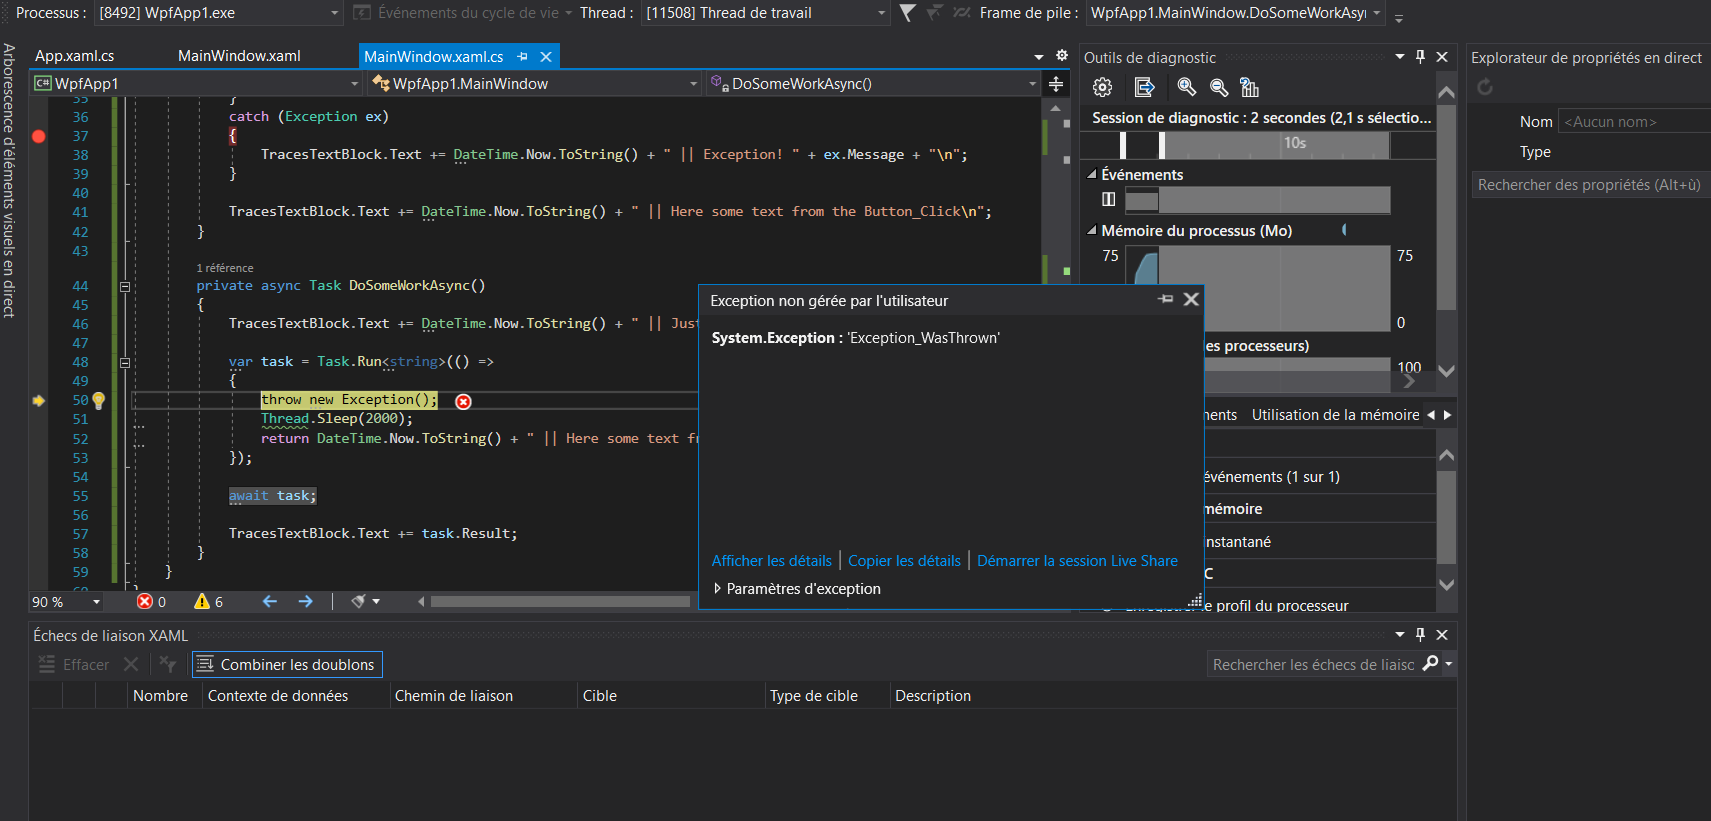 Processus : [8492] WpfApp1.exe Événements du cycle de vie Thread : [11508] Thread de travail Frame de pile : WpfApp1.MainWindow.DoSomeWorkAsy
Arborescence d'éléments visuels en direct
App.xaml.cs MainWindow.xaml MainWindow.xaml.cs
C# WpfApp1 WpfApp1.MainWindow DoSomeWorkAsync()
35 }
36 catch (Exception ex)
37 {
38 TracesTextBlock.Text += DateTime.Now.ToString() + " || Exception! " + ex.Message + "\n";
39 }
40
41 TracesTextBlock.Text += DateTime.Now.ToString() + " || Here some text from the Button_Click\n";
42 }
43
1 référence
44 private async Task DoSomeWorkAsync()
45 {
46 TracesTextBlock.Text += DateTime.Now.ToString() + " || Jus
47
48 var task = Task.Run<string>(() =>
49 {
50 throw new Exception();
51 Thread.Sleep(2000);
52 return DateTime.Now.ToString() + " || Here some text fr
53 });
54
55 await task;
56
57 TracesTextBlock.Text += task.Result;
58 }
59 }
60 }
90 % 0 6
Exception non gérée par l'utilisateur
System.Exception : 'Exception_WasThrown'
Afficher les détails Copier les détails Démarrer la session Live Share
Paramètres d'exception
Outils de diagnostic
Session de diagnostic : 2 secondes (2,1 s sélectio...
10s
Événements
Mémoire du processus (Mo)
75 75
0
es processeurs)
100
nents Utilisation de la mémoire
événements (1 sur 1)
mémoire
nstantané
C
Enregistrer le profil du processeur
Explorateur de propriétés en direct
Nom <Aucun nom>
Type
Rechercher des propriétés (Alt+ù)
Échecs de liaison XAML
Effacer Combiner les doublons Rechercher les échecs de liaiso
Nombre Contexte de données Chemin de liaison Cible Type de cible Description